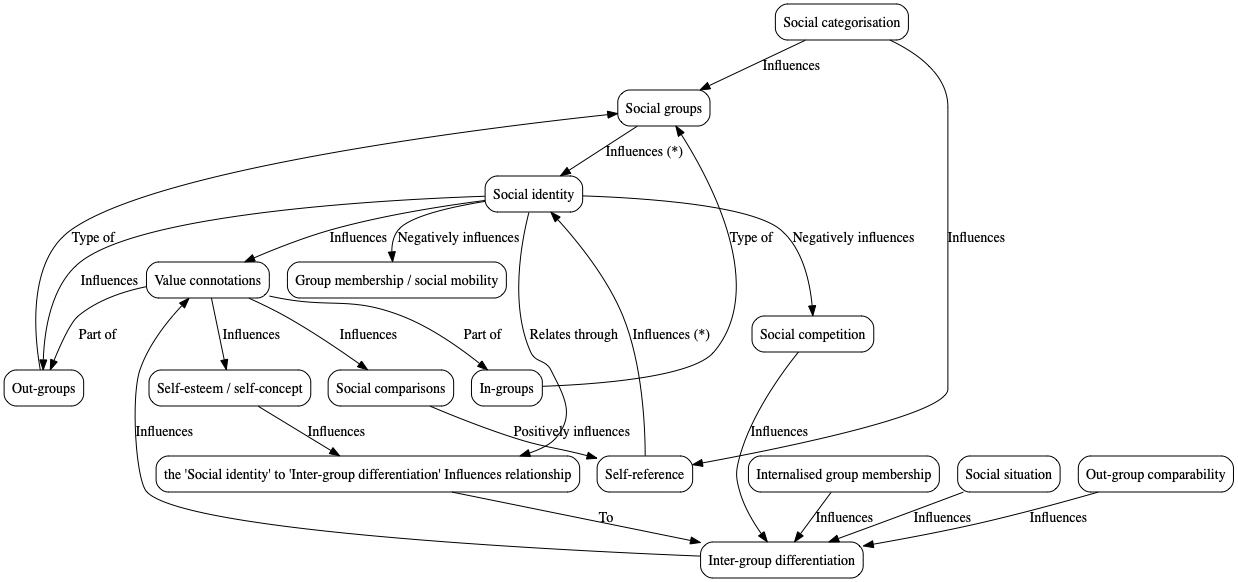 Social categorisation
Influences
Social groups
Influences (*)
Social identity
Type of
Influences
Negatively influences
Type of
Negatively influences
Influences
Influences
Value connotations
Group membership / social mobility
Part of
Influences
Influences
Part of
Relates through
Influences (*)
Social competition
Out-groups
Self-esteem / self-concept
Social comparisons
In-groups
Influences
Influences
Positively influences
Influences
the 'Social identity' to 'Inter-group differentiation' Influences relationship
Self-reference
Internalised group membership
Social situation
Out-group comparability
To
Influences
Influences
Influences
Inter-group differentiation